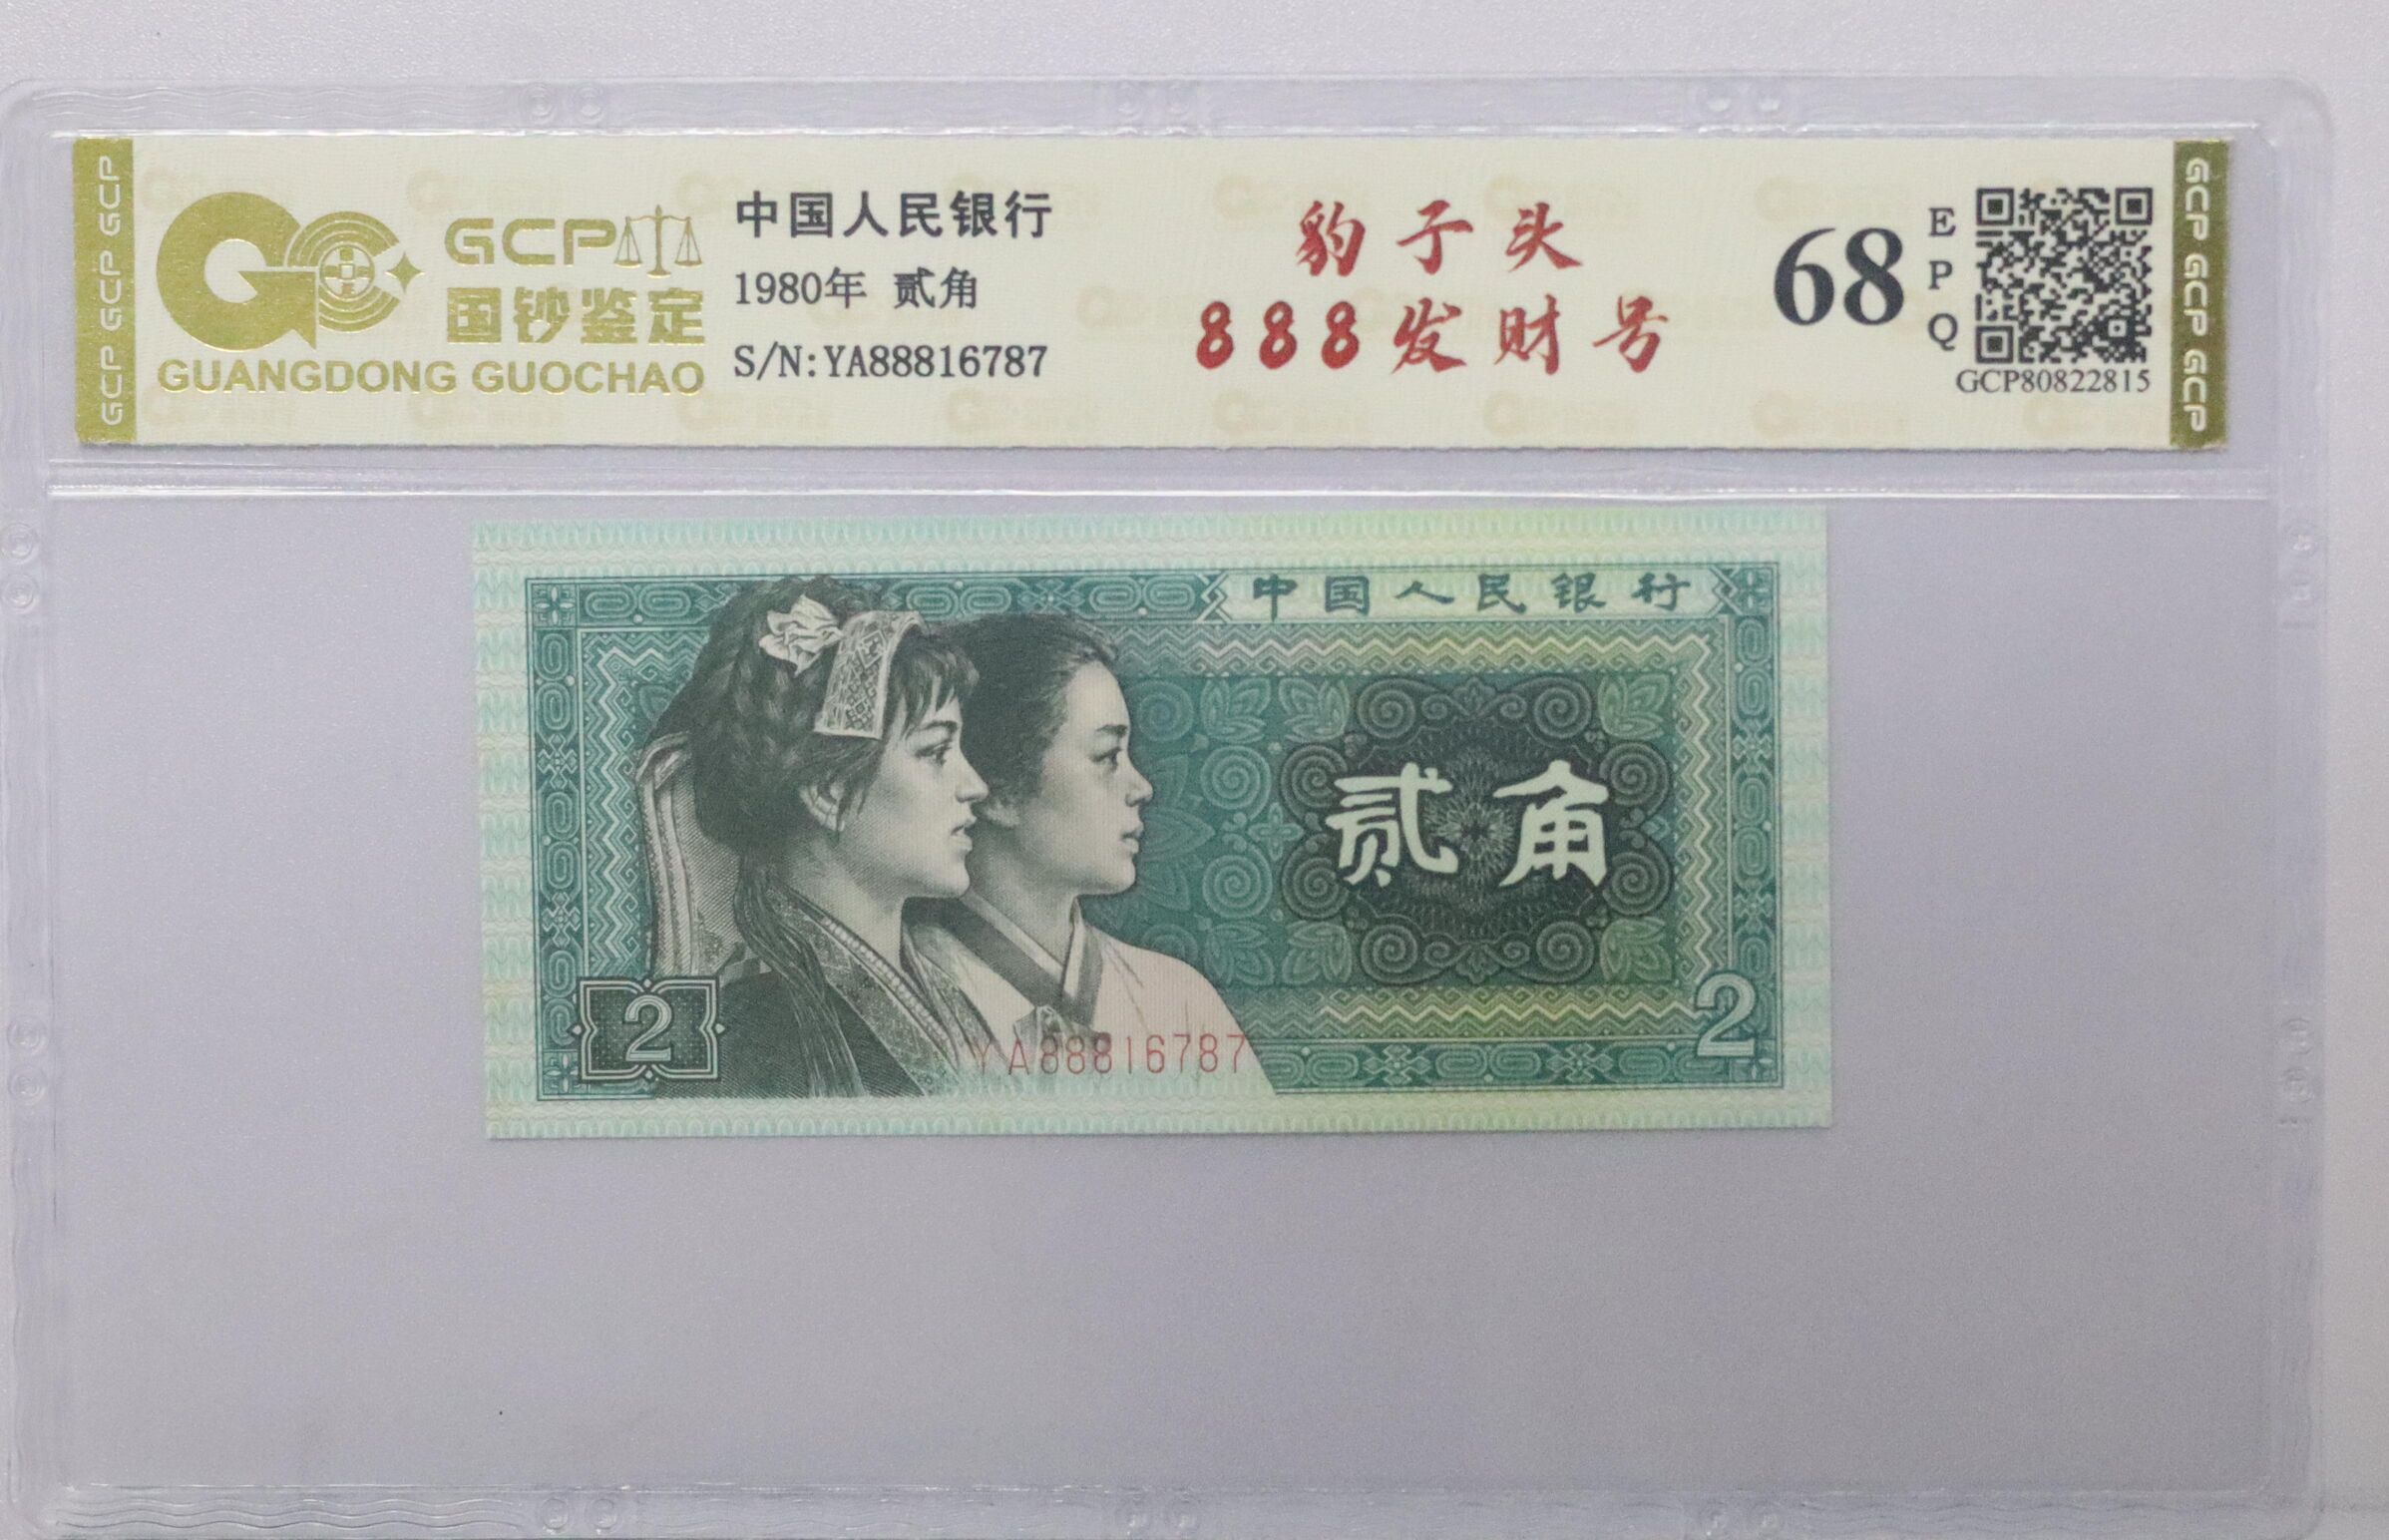 GCP GCP GCP
GCP
国钞鉴定
GUANGDONG GUOCHAO
中国人民银行
1980年 贰角
S/N:YA88816787
豹子头
888发财号
68
EPQ
GCP80822815
GCP GCP GCP
中国人民银行
贰角
2
YA88816787
2